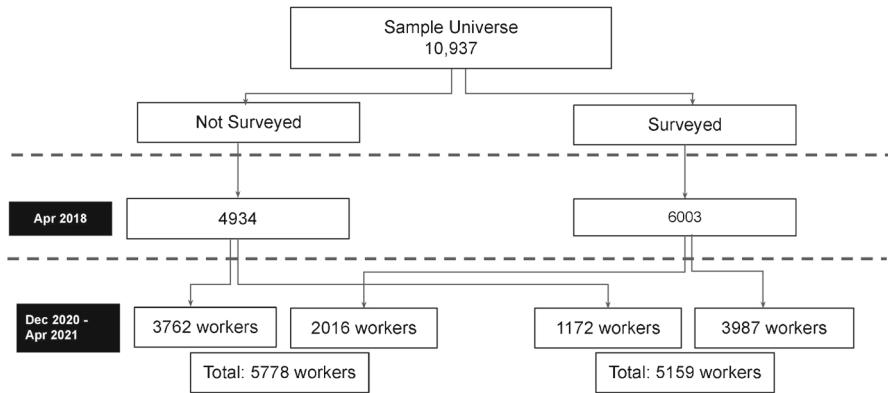 Sample Universe
10,937
Not Surveyed
Surveyed
Apr 2018
4934
6003
Dec 2020 -
Apr 2021
3762 workers
2016 workers
1172 workers
3987 workers
Total: 5778 workers
Total: 5159 workers